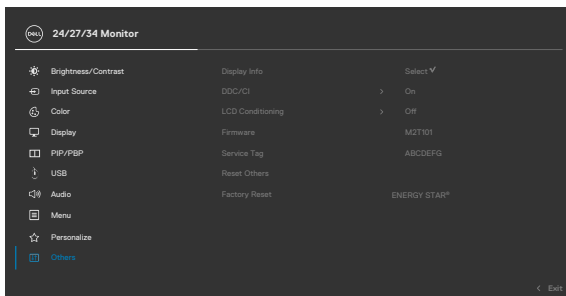 DELL 24/27/34 Monitor
Brightness/Contrast Display Info Select
Input Source DDC/CI > On
Color LCD Conditioning > Off
Display Firmware M2T101
PIP/PBP Service Tag ABCDEFG
USB Reset Others
Audio Factory Reset ENERGY STAR®
Menu
Personalize
Others
< Exit